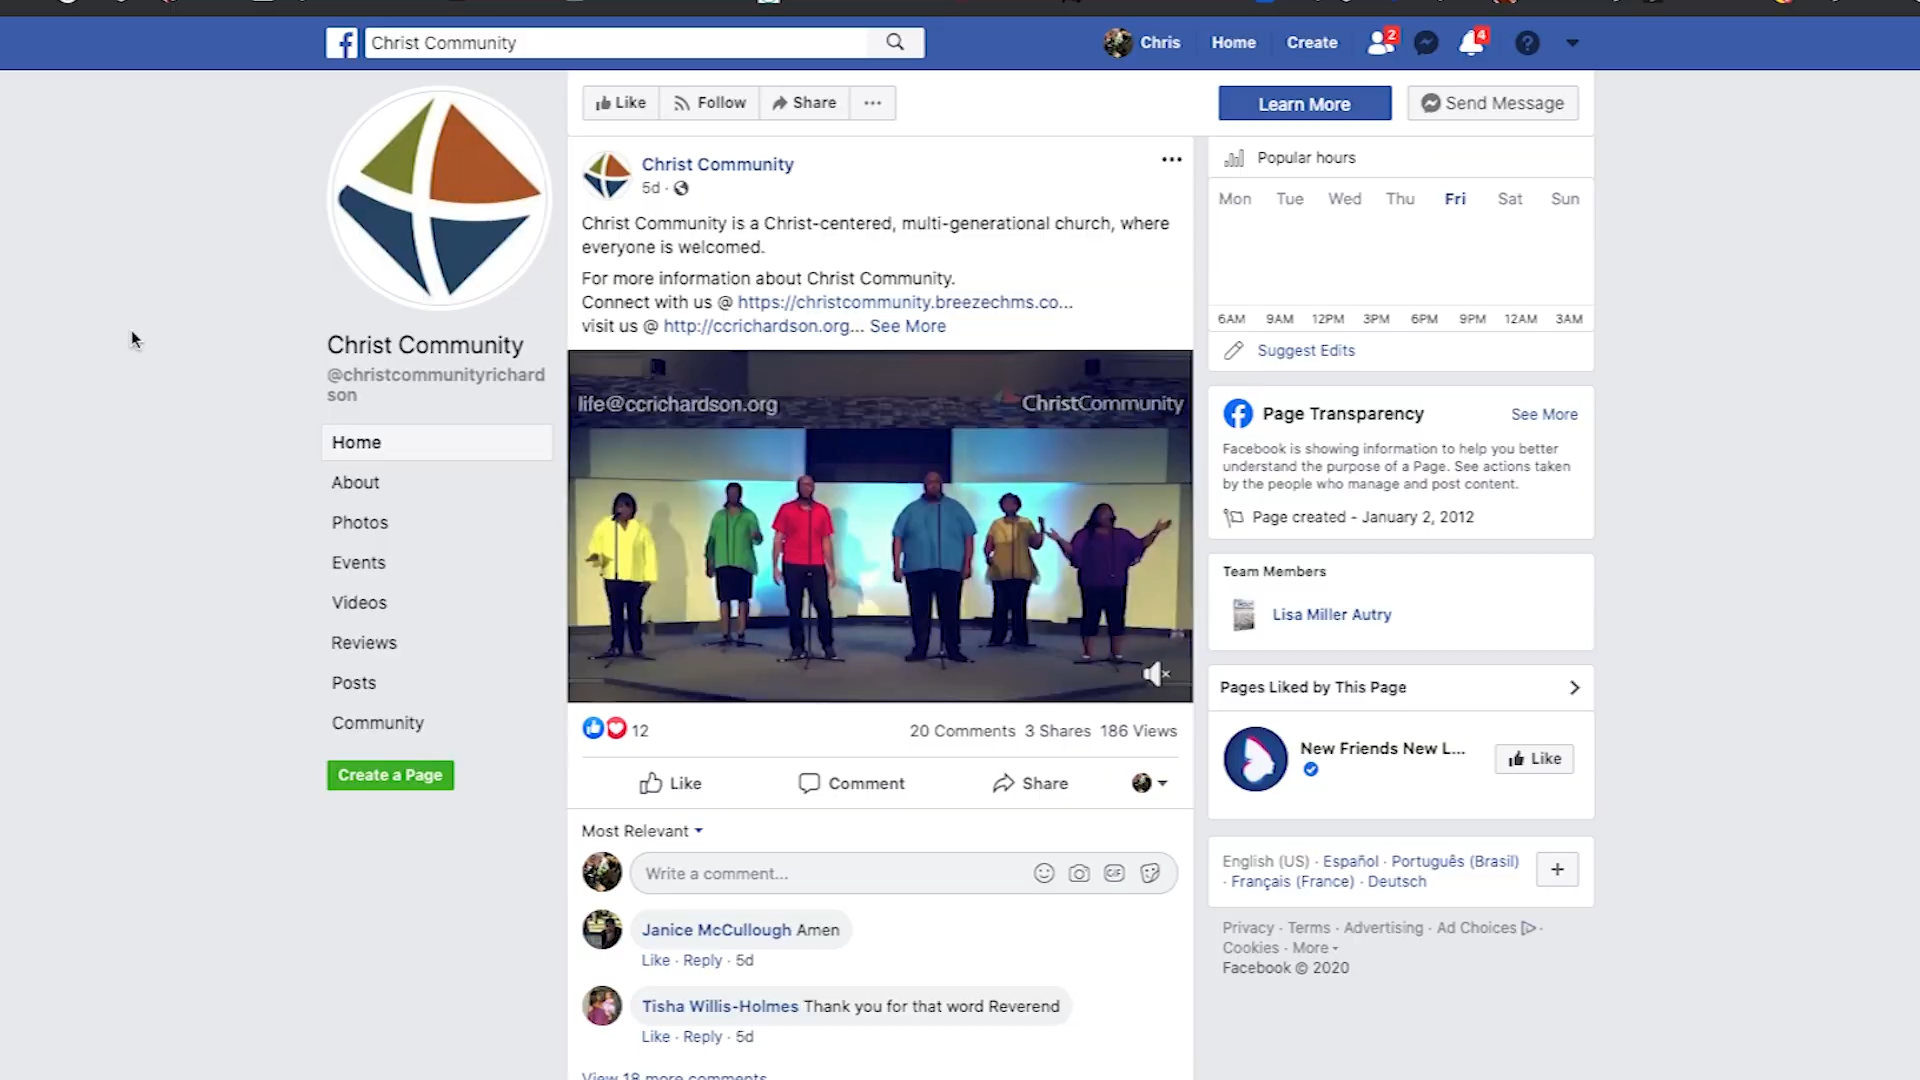 Christ Community
Chris
Home
Create
2
4
Like
Follow
Share
Learn More
Send Message
Christ Community
@christcommunityrichard
son
Home
About
Photos
Events
Videos
Reviews
Posts
Community
Create a Page
Christ Community
5d ·
Christ Community is a Christ-centered, multi-generational church, where
everyone is welcomed.
For more information about Christ Community.
Connect with us @ https://christcommunity.breezechms.co...
visit us @ http://ccrichardson.org... See More
life@ccrichardson.org
ChristCommunity
12
20 Comments 3 Shares 186 Views
Like
Comment
Share
Most Relevant
Write a comment...
GIF
Janice McCullough Amen
Like · Reply · 5d
Tisha Willis-Holmes Thank you for that word Reverend
Like · Reply · 5d
View 18 more comments
Popular hours
Mon Tue Wed Thu Fri Sat Sun
6AM 9AM 12PM 3PM 6PM 9PM 12AM 3AM
Suggest Edits
Page Transparency
See More
Facebook is showing information to help you better
understand the purpose of a Page. See actions taken
by the people who manage and post content.
Page created - January 2, 2012
Team Members
Lisa Miller Autry
Pages Liked by This Page
New Friends New L...
Like
English (US) · Español · Português (Brasil)
· Français (France) · Deutsch
Privacy · Terms · Advertising · Ad Choices ·
Cookies · More
Facebook © 2020